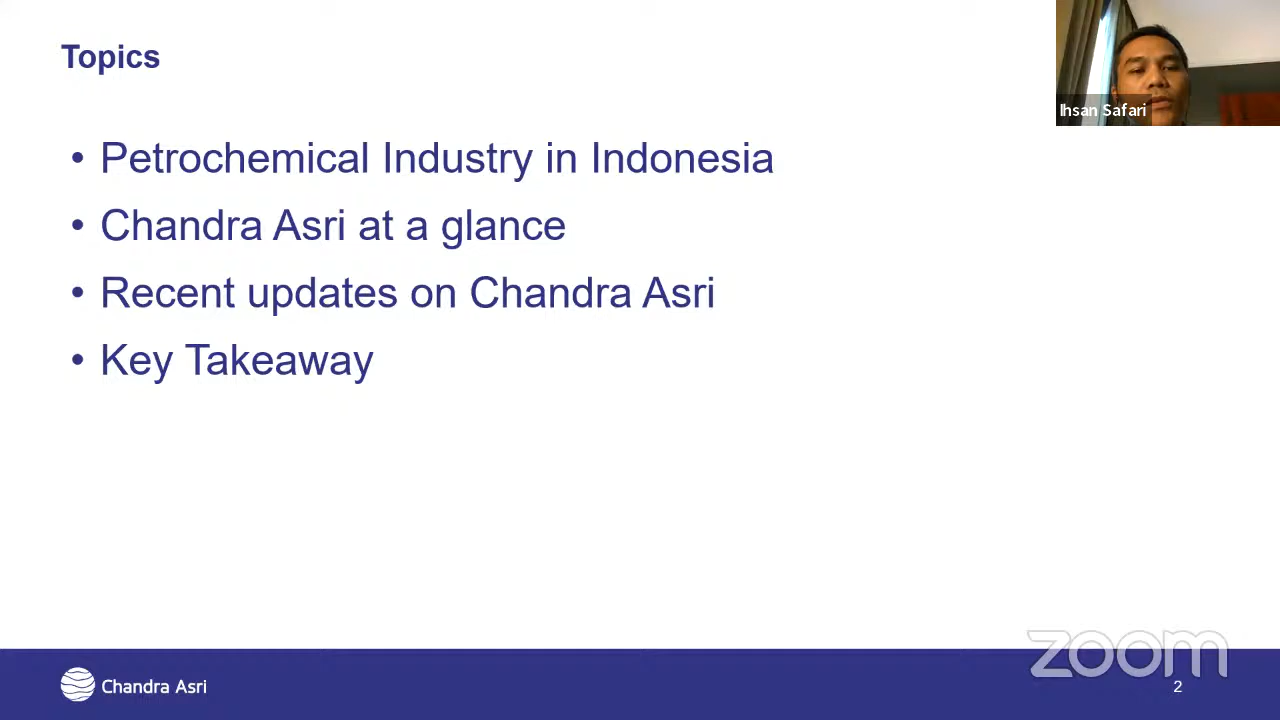 Topics
Ihsan Safari
• Petrochemical Industry in Indonesia
• Chandra Asri at a glance
• Recent updates on Chandra Asri
• Key Takeaway
zoom
Chandra Asri
2